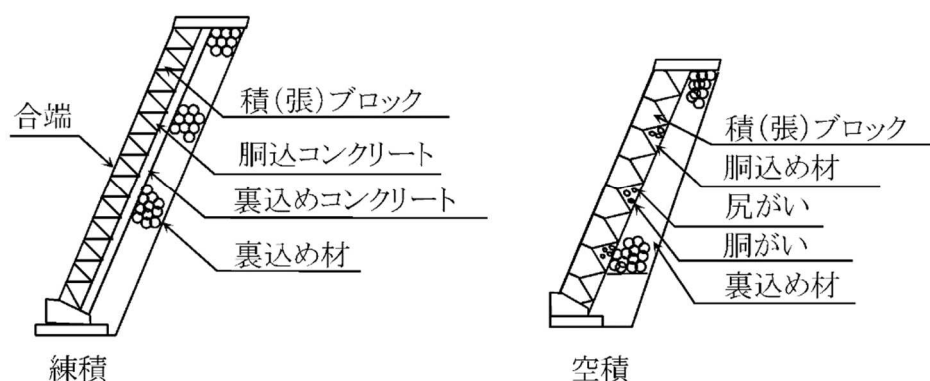 合端
積(張)ブロック
胴込コンクリート
裏込めコンクリート
裏込め材
練積
積(張)ブロック
胴込め材
尻がい
胴がい
裏込め材
空積